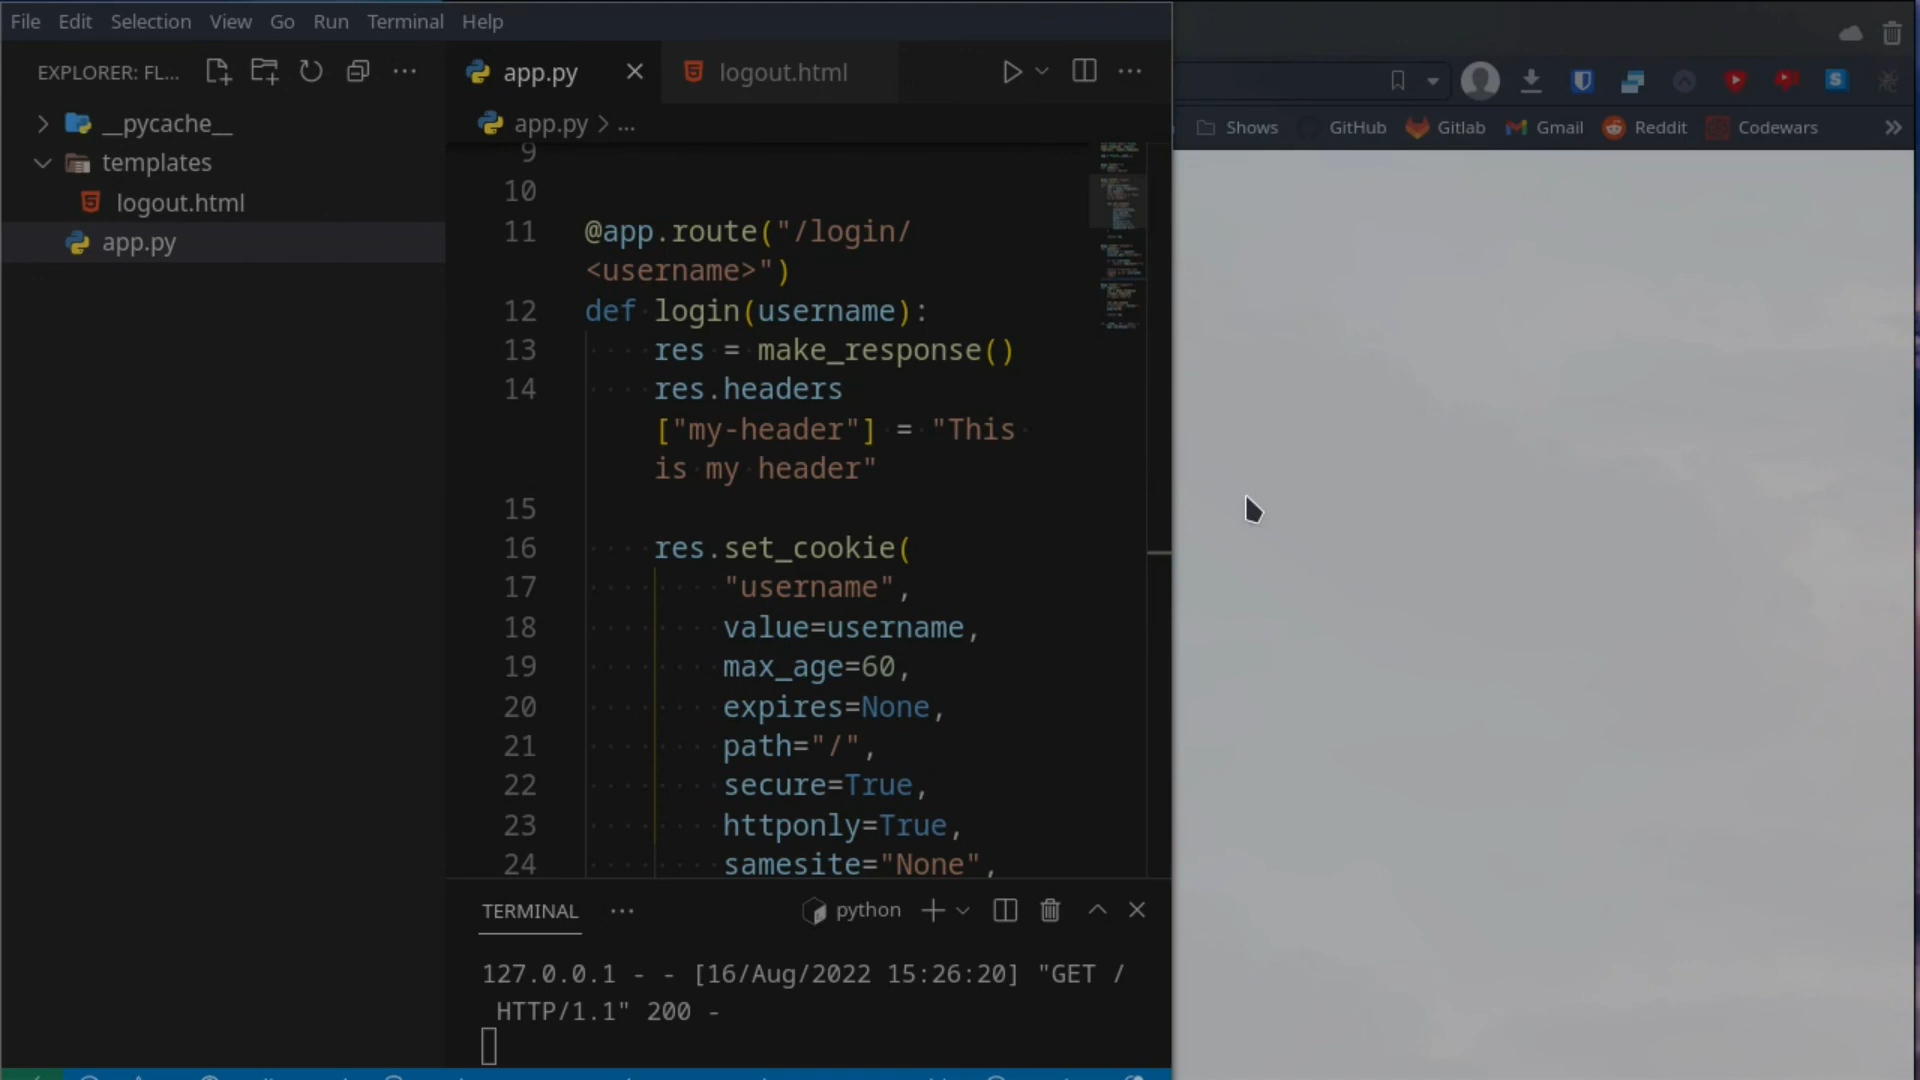 File Edit Selection View Go Run Terminal Help
EXPLORER: FL...
__pycache__
templates
logout.html
app.py
app.py
logout.html
app.py > ...
9
10
11 @app.route("/login/
<username>")
12 def login(username):
13 res = make_response()
14 res.headers
["my-header"] = "This
is my header"
15
16 res.set_cookie(
17 "username",
18 value=username,
19 max_age=60,
20 expires=None,
21 path="/",
22 secure=True,
23 httponly=True,
24 samesite="None",
TERMINAL
python
127.0.0.1 - - [16/Aug/2022 15:26:20] "GET /
HTTP/1.1" 200 -
Shows GitHub Gitlab Gmail Reddit Codewars